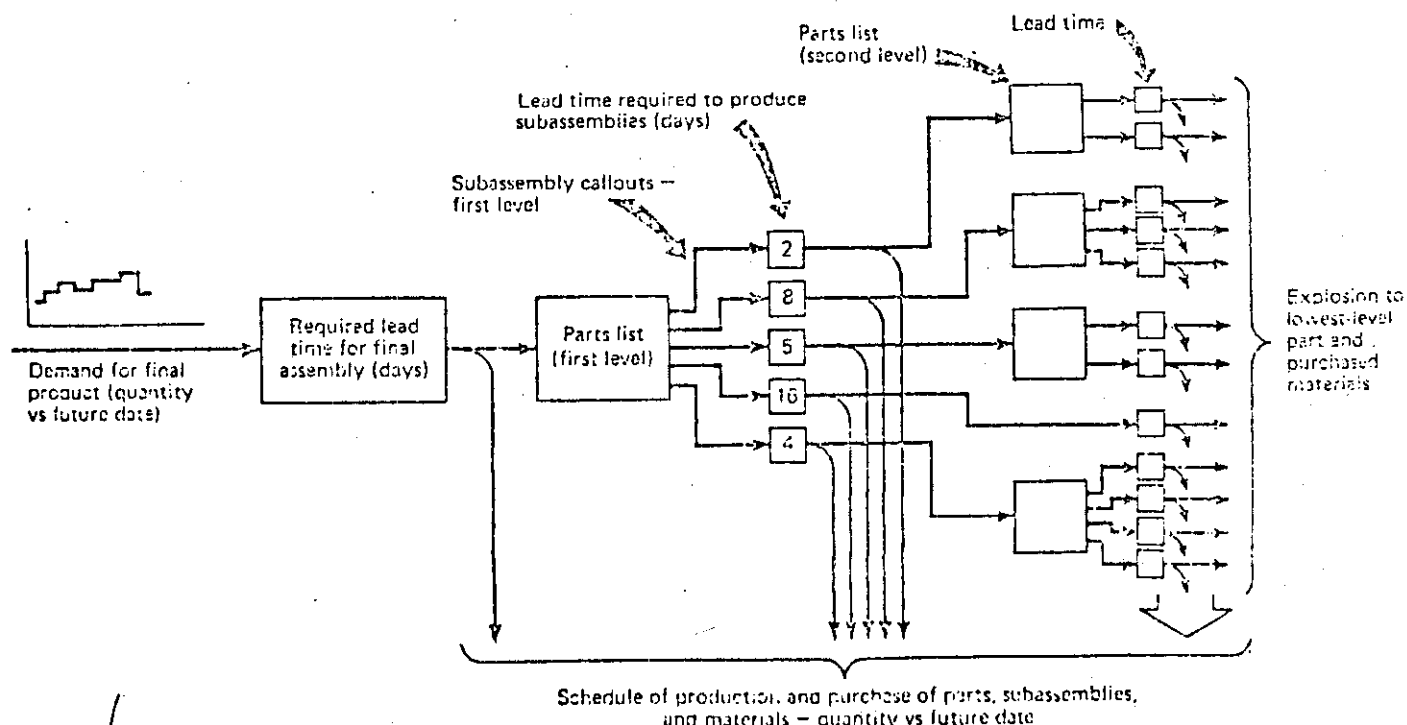 Parts list
(second level)
Lead time
Lead time required to produce
subassemblies (days)
Subassembly callouts –
first level
2
8
5
16
4
Required lead
time for final
assembly (days)
Parts list
(first level)
Demand for final
product (quantity
vs future date)
Explosion to
lowest-level
part and
purchased
materials
Schedule of production and purchase of parts, subassemblies,
and materials – quantity vs future date